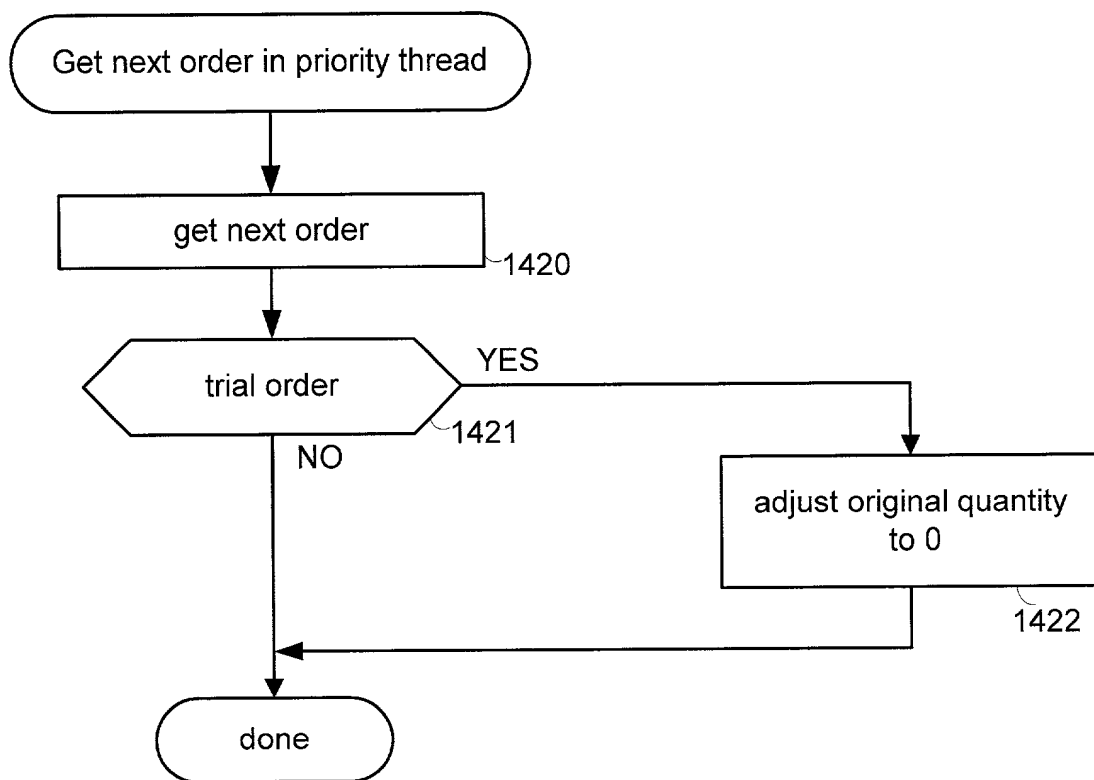 Get next order in priority thread
get next order
1420
trial order
YES
1421
NO
adjust original quantity
to 0
1422
done